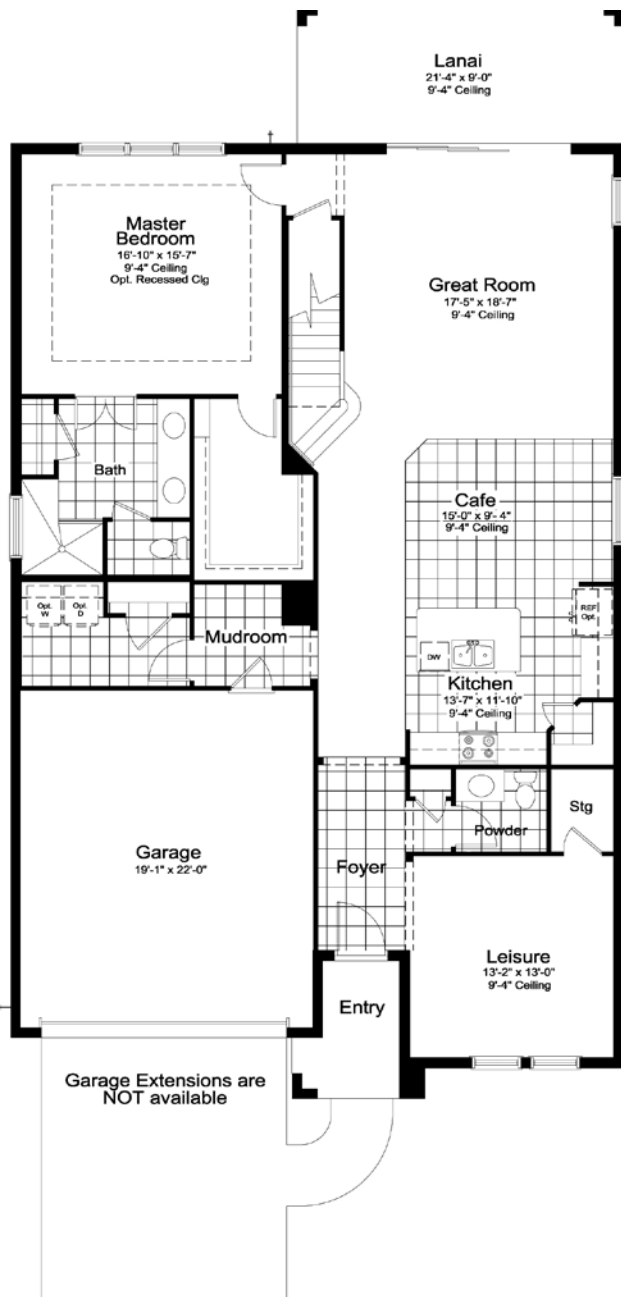 Lanai
21'-4" x 9'-0"
9'-4" Ceiling
Master
Bedroom
16'-10" x 15'-7"
9'-4" Ceiling
Opt. Recessed Clg
Great Room
17'-5" x 18'-7"
9'-4" Ceiling
Bath
Cafe
15'-0" x 9'- 4"
9'-4" Ceiling
Opt.
W
Opt.
D
Mudroom
REF
Opt.
DW
Kitchen
13'-7" x 11'-10"
9'-4" Ceiling
Garage
19'-1" x 22'-0"
Foyer
Powder
Stg
Leisure
13'-2" x 13'-0"
9'-4" Ceiling
Entry
Garage Extensions are
NOT available